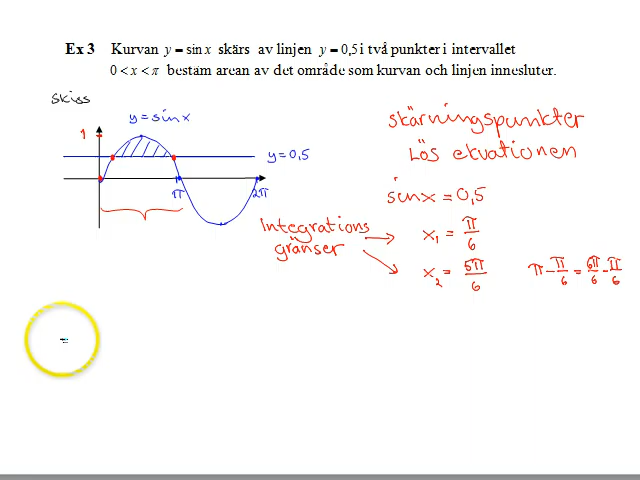 Ex 3 Kurvan y = sin x skärs av linjen y = 0,5 i två punkter i intervallet
0 < x < π bestäm arean av det område som kurvan och linjen innesluter.
Skiss
y=sinx
1
y=0,5
π
2π
Skärningspunkter
Lös ekvationen
sinx = 0,5
Integrations
gränser
x₁ = π/6
x₂ = 5π/6
π - π/6 = 6π/6 - π/6